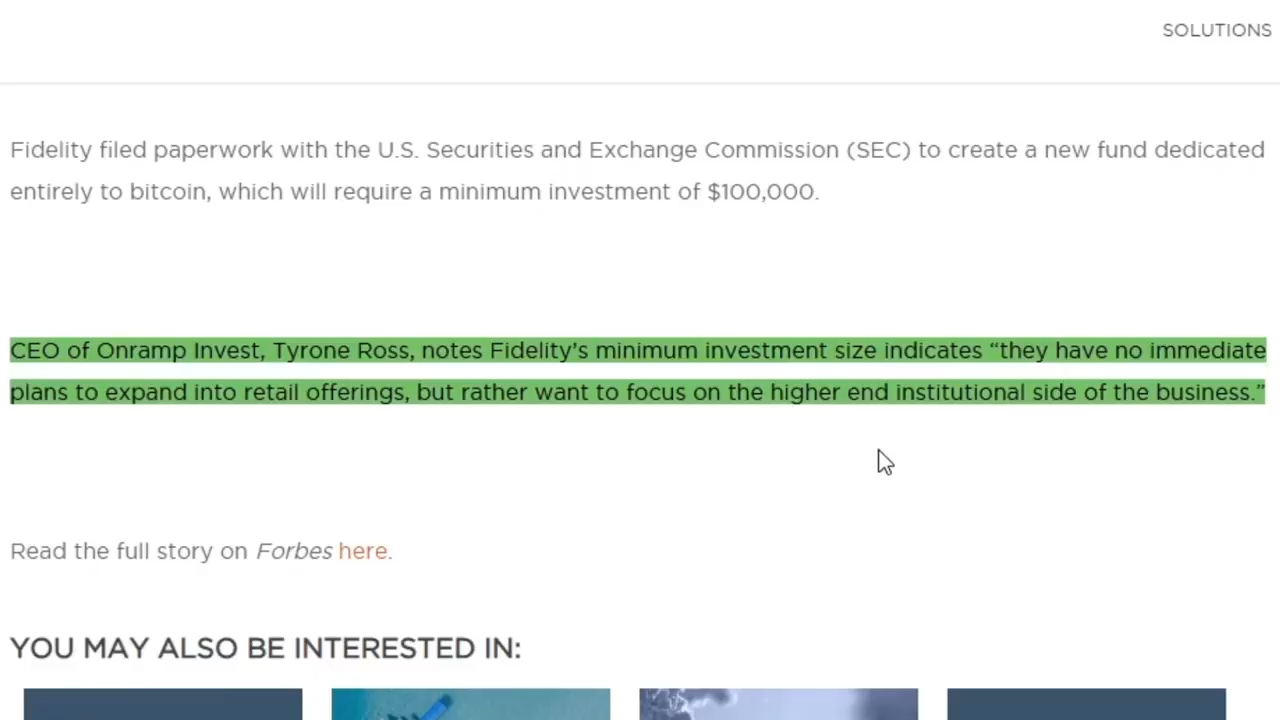 SOLUTIONS
Fidelity filed paperwork with the U.S. Securities and Exchange Commission (SEC) to create a new fund dedicated
entirely to bitcoin, which will require a minimum investment of $100,000.
CEO of Onramp Invest, Tyrone Ross, notes Fidelity’s minimum investment size indicates “they have no immediate
plans to expand into retail offerings, but rather want to focus on the higher end institutional side of the business.”
Read the full story on Forbes here.
YOU MAY ALSO BE INTERESTED IN: